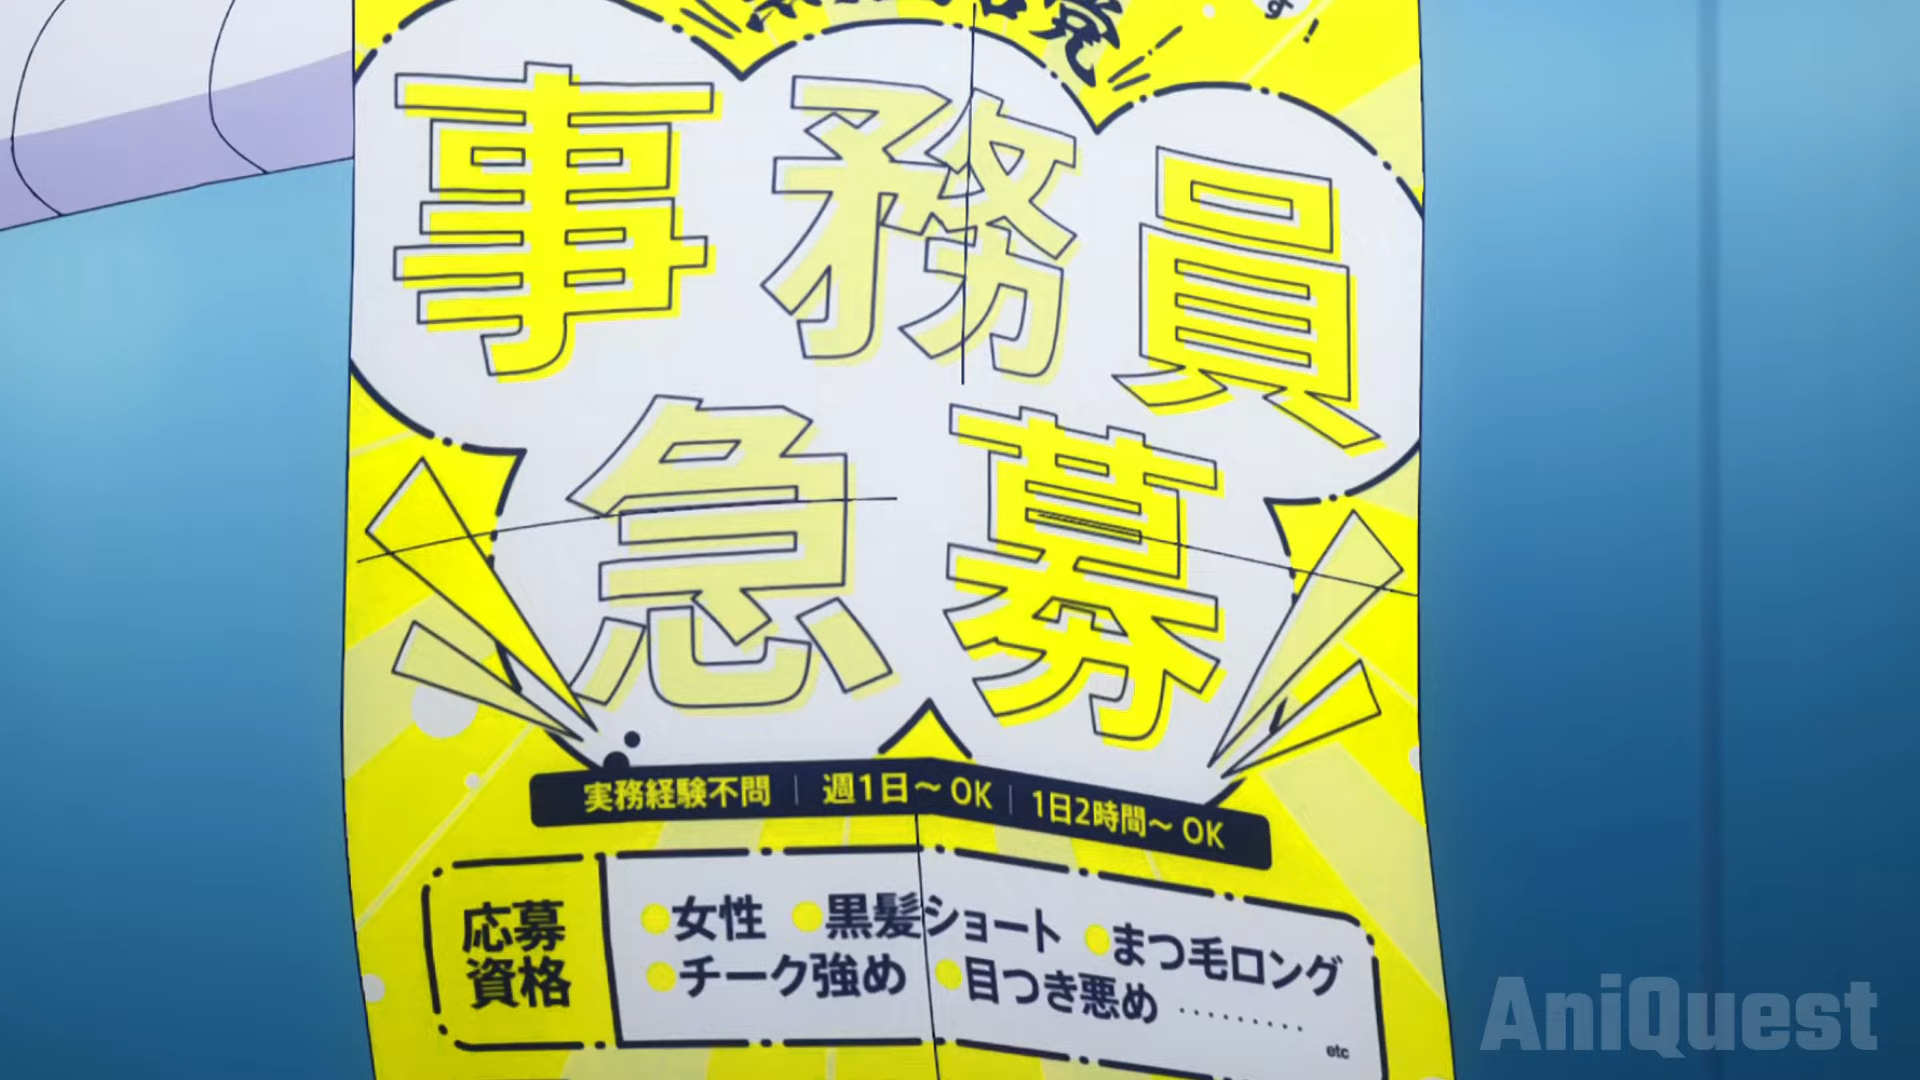 党
す
事務員
急募
実務経験不問 | 週1日～OK | 1日2時間～OK
応募
資格
●女性 ●黒髪ショート ●まつ毛ロング
●チーク強め ●目つき悪め ………
etc
AniQuest